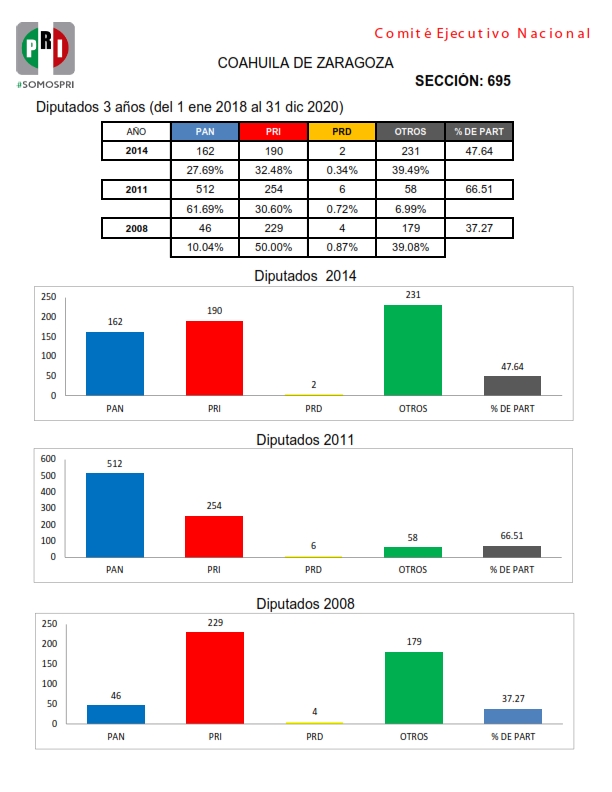 Comité Ejecutivo Nacional
PRI
#SOMOSPRI
COAHUILA DE ZARAGOZA
SECCIÓN: 695
Diputados 3 años (del 1 ene 2018 al 31 dic 2020)
AÑO PAN PRI PRD OTROS % DE PART
2014 162 190 2 231 47.64
27.69% 32.48% 0.34% 39.49%
2011 512 254 6 58 66.51
61.69% 30.60% 0.72% 6.99%
2008 46 229 4 179 37.27
10.04% 50.00% 0.87% 39.08%
Diputados 2014
250
200
150
100
50
0
162 190 2 231 47.64
PAN PRI PRD OTROS % DE PART
Diputados 2011
600
500
400
300
200
100
0
512 254 6 58 66.51
PAN PRI PRD OTROS % DE PART
Diputados 2008
250
200
150
100
50
0
46 229 4 179 37.27
PAN PRI PRD OTROS % DE PART